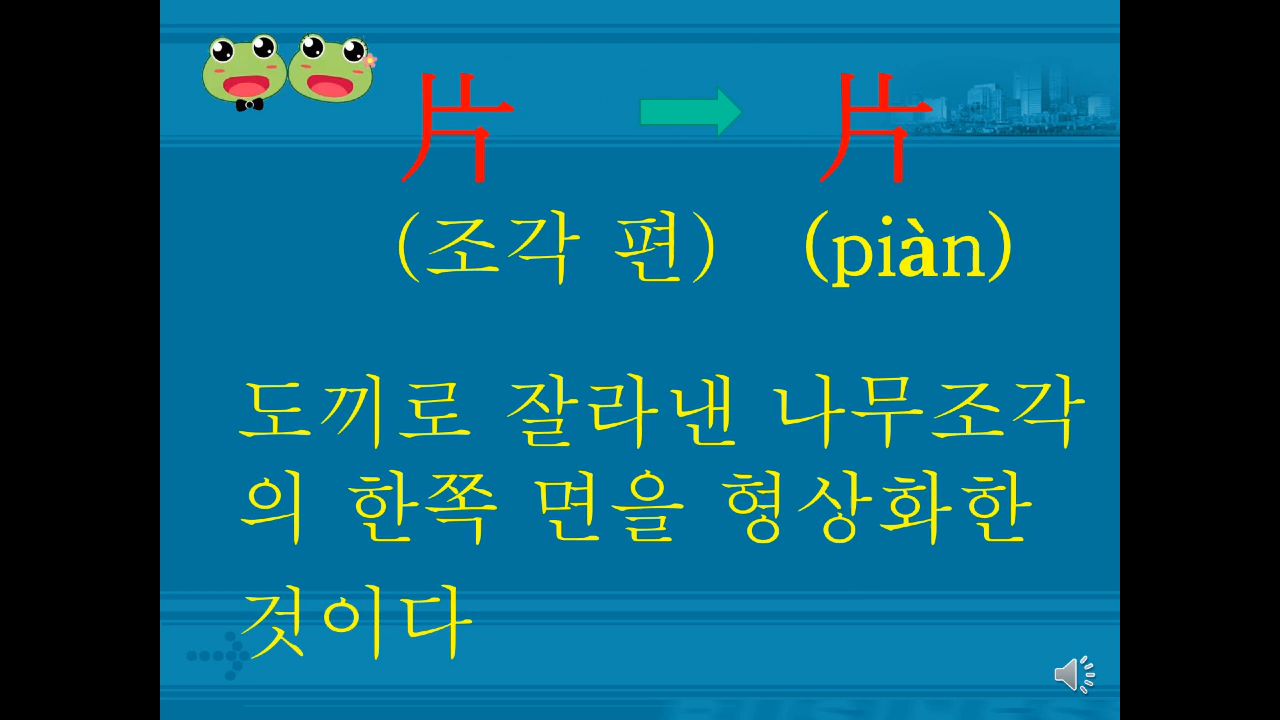 片 片
(조각 편) (piàn)
도끼로 잘라낸 나무조각
의 한쪽 면을 형상화한
것이다